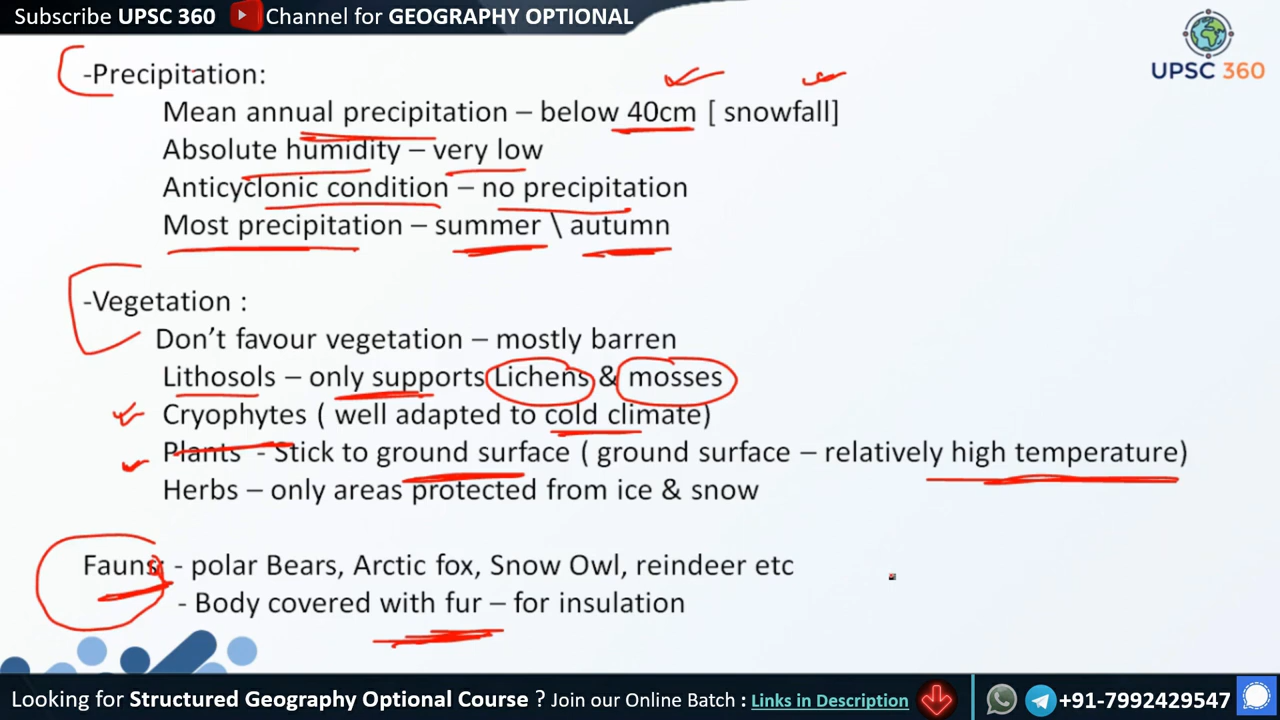 Subscribe UPSC 360 Channel for GEOGRAPHY OPTIONAL
UPSC 360
-Precipitation:
Mean annual precipitation – below 40cm [ snowfall]
Absolute humidity – very low
Anticyclonic condition – no precipitation
Most precipitation – summer \ autumn
-Vegetation :
Don’t favour vegetation – mostly barren
Lithosols – only supports Lichens & mosses
Cryophytes ( well adapted to cold climate)
Plants - Stick to ground surface ( ground surface – relatively high temperature)
Herbs – only areas protected from ice & snow
Fauns: - polar Bears, Arctic fox, Snow Owl, reindeer etc
- Body covered with fur – for insulation
Looking for Structured Geography Optional Course ? Join our Online Batch : Links in Description +91-7992429547